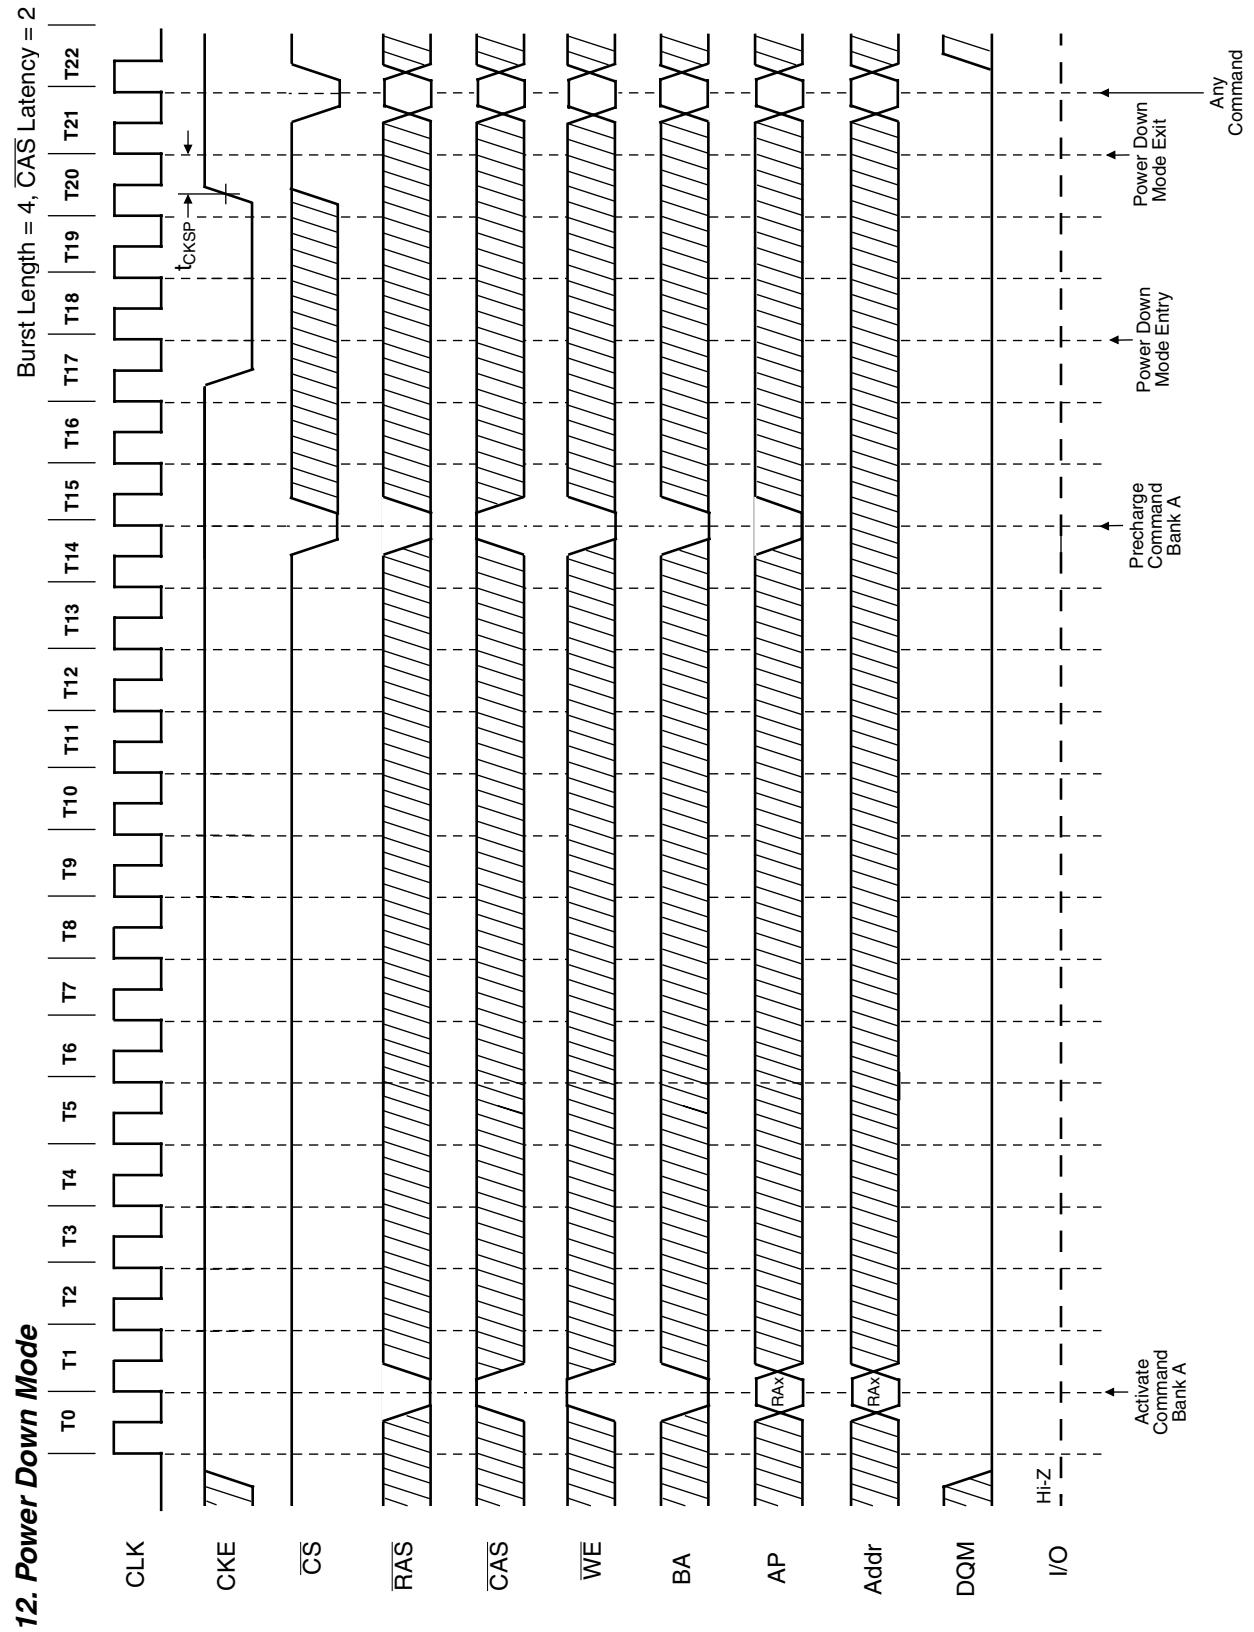 12. Power Down Mode
Burst Length = 4, CAS Latency = 2
T0 T1 T2 T3 T4 T5 T6 T7 T8 T9 T10 T11 T12 T13 T14 T15 T16 T17 T18 T19 T20 T21 T22
CLK
CKE
tCKSP
CS
RAS
CAS
WE
BA
AP
RAx
Addr
RAx
DQM
I/O
Hi-Z
Activate
Command
Bank A
Precharge
Command
Bank A
Power Down
Mode Entry
Power Down
Mode Exit
Any
Command